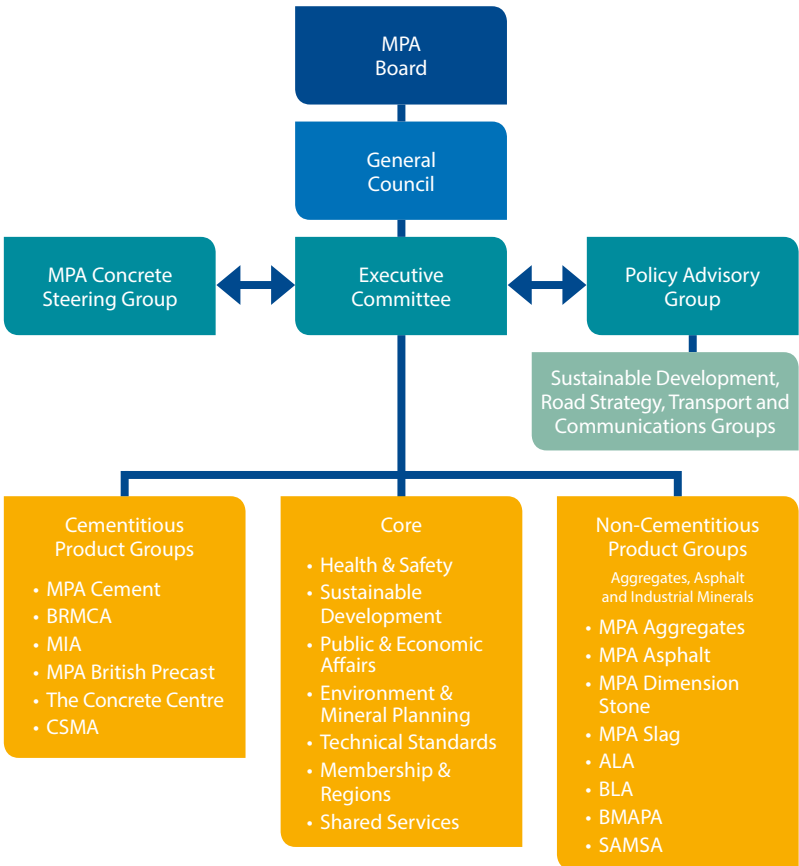 MPA
Board
General
Council
MPA Concrete
Steering Group
Executive
Committee
Policy Advisory
Group
Sustainable Development,
Road Strategy, Transport and
Communications Groups
Cementitious
Product Groups
• MPA Cement
• BRMCA
• MIA
• MPA British Precast
• The Concrete Centre
• CSMA
Core
• Health & Safety
• Sustainable
Development
• Public & Economic
Affairs
• Environment &
Mineral Planning
• Technical Standards
• Membership &
Regions
• Shared Services
Non-Cementitious
Product Groups
Aggregates, Asphalt
and Industrial Minerals
• MPA Aggregates
• MPA Asphalt
• MPA Dimension
Stone
• MPA Slag
• ALA
• BLA
• BMAPA
• SAMSA